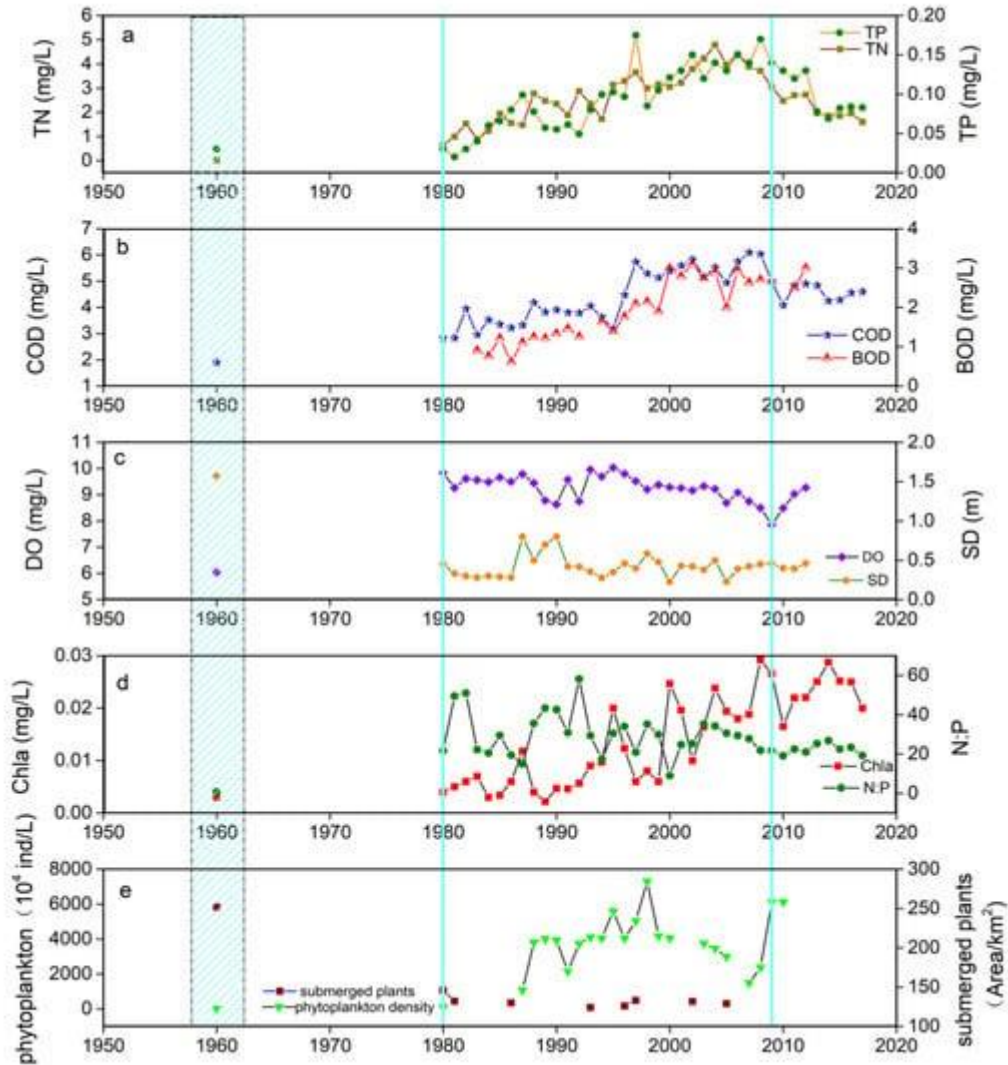 a
TP
TN
TN (mg/L)
TP (mg/L)
6
5
4
3
2
1
0
0.20
0.15
0.10
0.05
0.00
1950 1960 1970 1980 1990 2000 2010 2020
b
COD (mg/L)
BOD (mg/L)
7
6
5
4
3
2
1
4
3
2
1
0
COD
BOD
1950 1960 1970 1980 1990 2000 2010 2020
c
DO (mg/L)
SD (m)
11
10
9
8
7
6
5
2.0
1.5
1.0
0.5
0.0
DO
SD
1950 1960 1970 1980 1990 2000 2010 2020
d
Chla (mg/L)
N:P
0.03
0.02
0.01
0.00
60
40
20
0
Chla
N:P
1950 1960 1970 1980 1990 2000 2010 2020
e
phytoplankton（10⁴ ind/L)
submerged plants
（Area/km²)
8000
6000
4000
2000
0
300
250
200
150
100
submerged plants
phytoplankton density
1950 1960 1970 1980 1990 2000 2010 2020